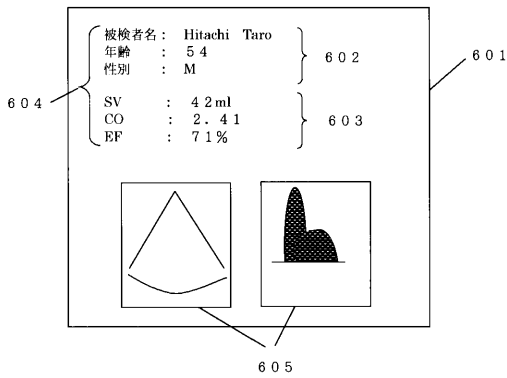 被検者名： Hitachi Taro
年齢 ： 54
性別 ： M
602
601
604
SV ： 42ml
CO ： 2.41
EF ： 71%
603
605